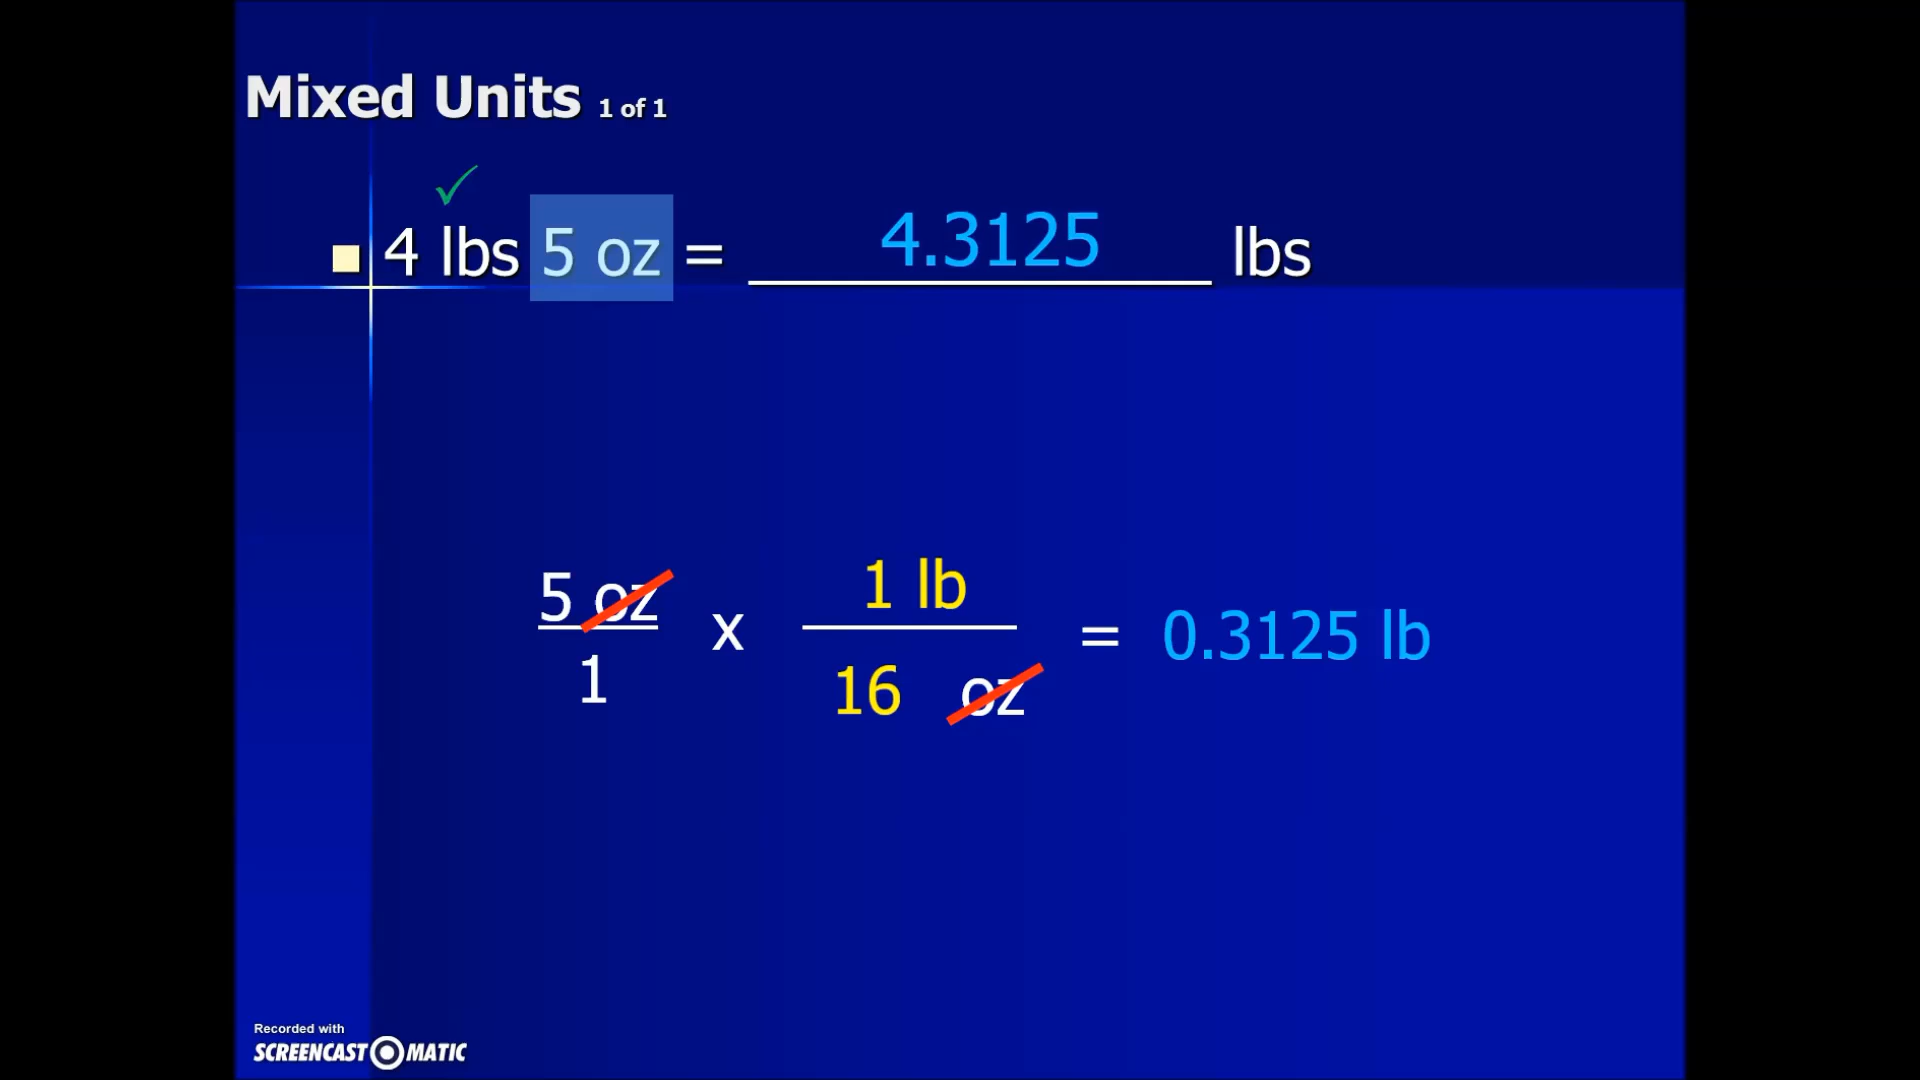 Mixed Units 1 of 1
✓
■ 4 lbs 5 oz = 4.3125 lbs
5 oz x 1 lb = 0.3125 lb
1 16 oz
Recorded with
SCREENCAST MATIC